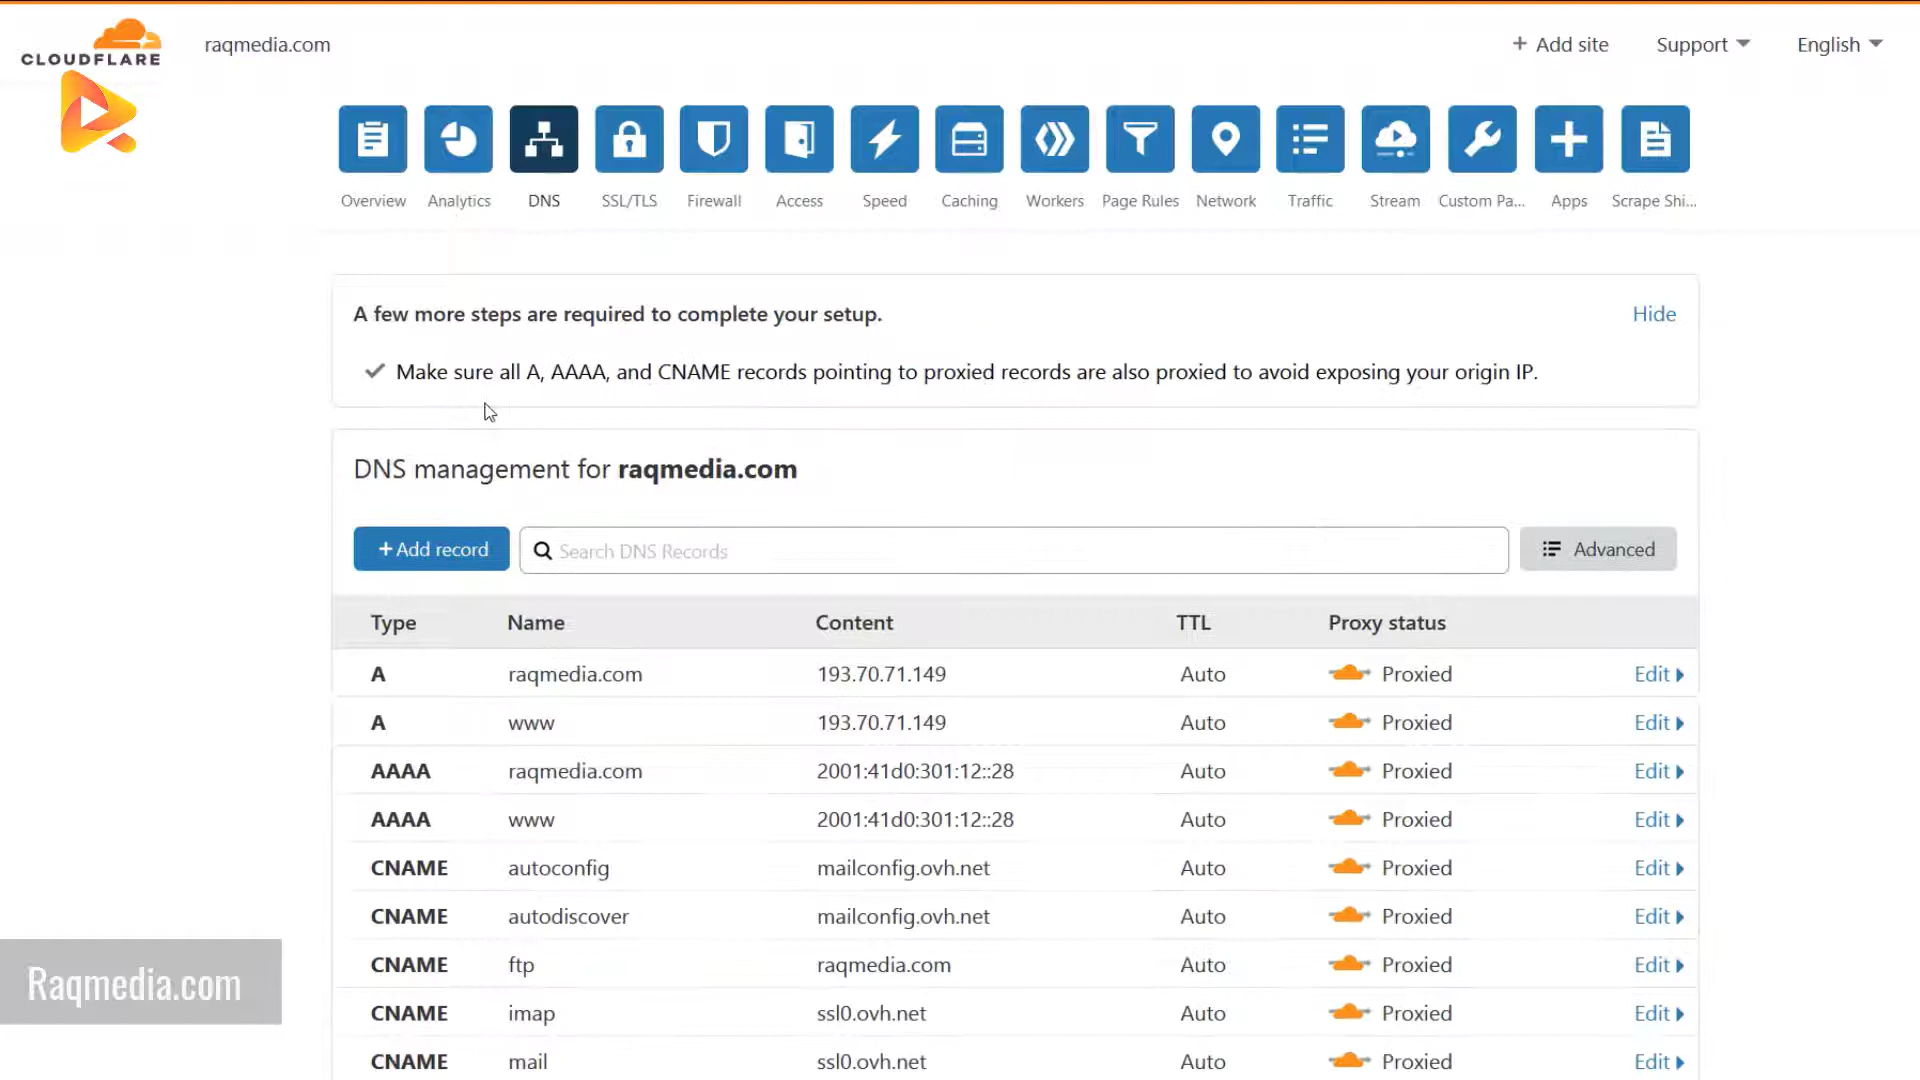 CLOUDFLARE
raqmedia.com
+ Add site
Support
English
Overview
Analytics
DNS
SSL/TLS
Firewall
Access
Speed
Caching
Workers
Page Rules
Network
Traffic
Stream
Custom Pa...
Apps
Scrape Shi...
A few more steps are required to complete your setup.
Hide
Make sure all A, AAAA, and CNAME records pointing to proxied records are also proxied to avoid exposing your origin IP.
DNS management for raqmedia.com
+ Add record
Search DNS Records
Advanced
Type Name Content TTL Proxy status
A raqmedia.com 193.70.71.149 Auto Proxied Edit
A www 193.70.71.149 Auto Proxied Edit
AAAA raqmedia.com 2001:41d0:301:12::28 Auto Proxied Edit
AAAA www 2001:41d0:301:12::28 Auto Proxied Edit
CNAME autoconfig mailconfig.ovh.net Auto Proxied Edit
CNAME autodiscover mailconfig.ovh.net Auto Proxied Edit
CNAME ftp raqmedia.com Auto Proxied Edit
CNAME imap ssl0.ovh.net Auto Proxied Edit
CNAME mail ssl0.ovh.net Auto Proxied Edit
Raqmedia.com